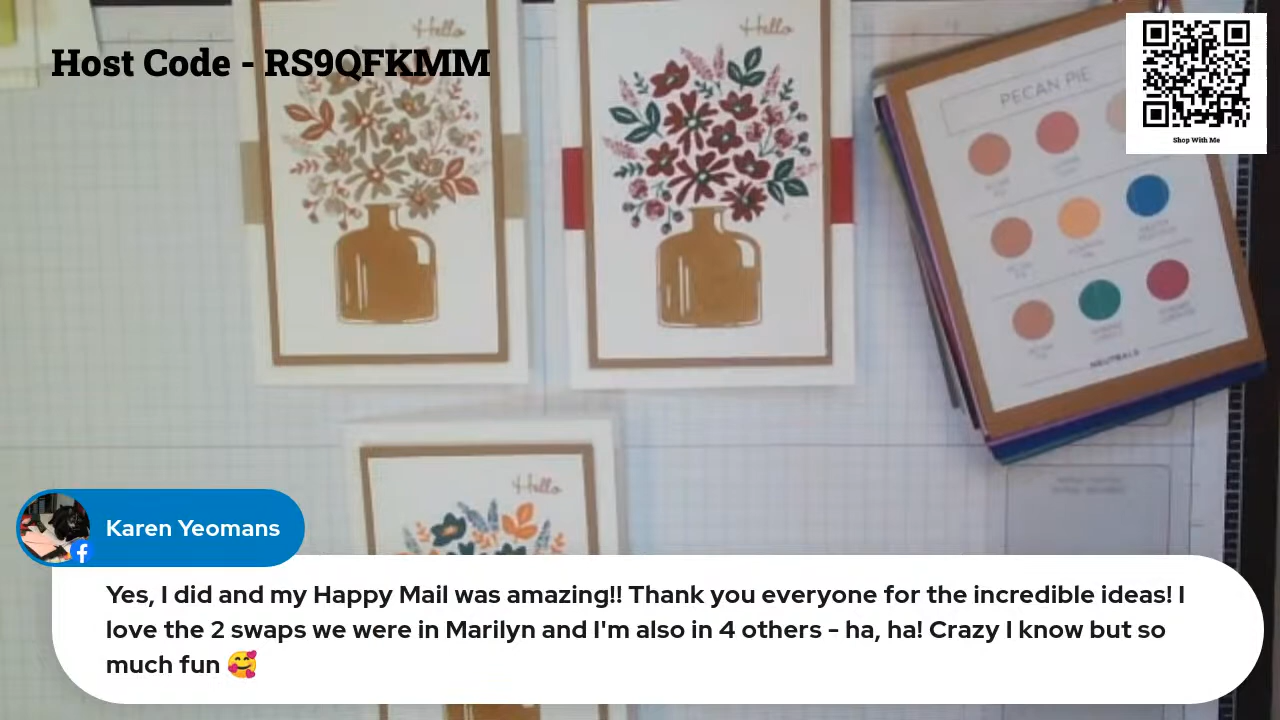 Hello
Hello
Host Code - RS9QFKMM
PECAN PIE
Shop With Me
NEUTRALS
Hello
Karen Yeomans
Yes, I did and my Happy Mail was amazing!! Thank you everyone for the incredible ideas! I
love the 2 swaps we were in Marilyn and I'm also in 4 others - ha, ha! Crazy I know but so
much fun 🥰